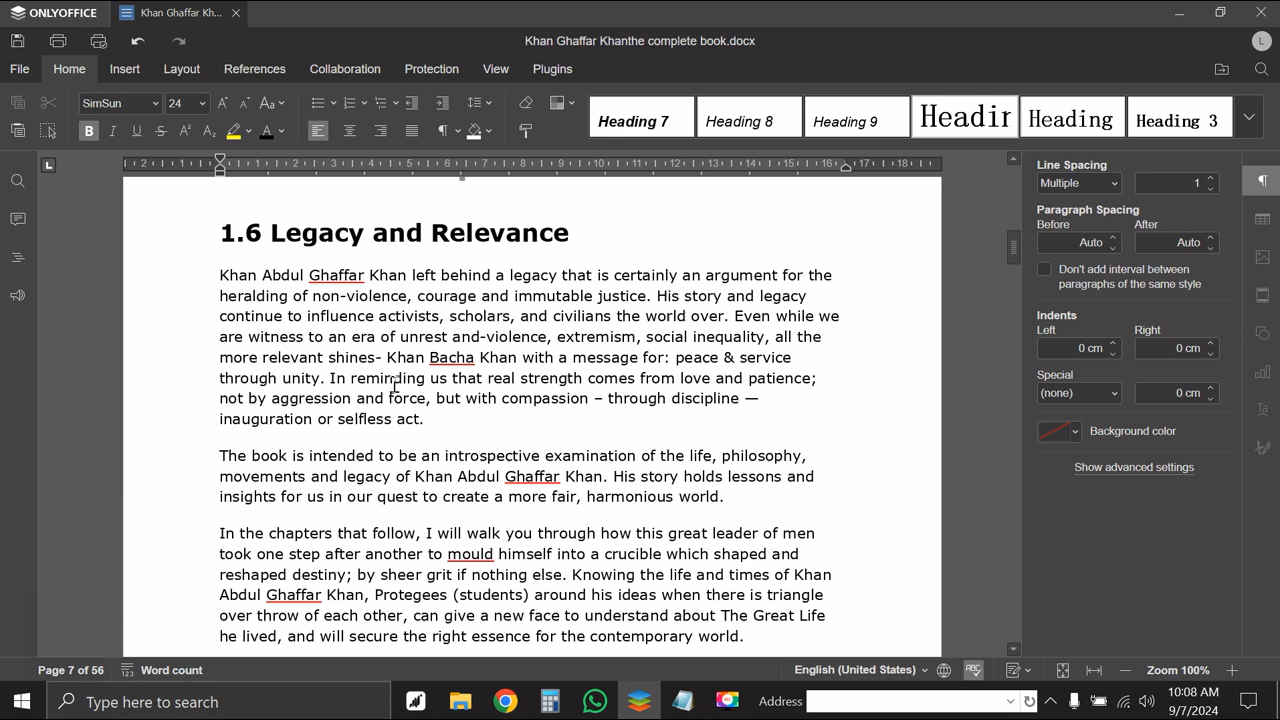 ONLYOFFICE
Khan Ghaffar Kh...
Khan Ghaffar Khanthe complete book.docx
L
File Home Insert Layout References Collaboration Protection View Plugins
SimSun 24
Heading 7 Heading 8 Heading 9 Headir Heading Heading 3
1.6 Legacy and Relevance
Khan Abdul Ghaffar Khan left behind a legacy that is certainly an argument for the
heralding of non-violence, courage and immutable justice. His story and legacy
continue to influence activists, scholars, and civilians the world over. Even while we
are witness to an era of unrest and-violence, extremism, social inequality, all the
more relevant shines- Khan Bacha Khan with a message for: peace & service
through unity. In reminding us that real strength comes from love and patience;
not by aggression and force, but with compassion – through discipline —
inauguration or selfless act.
The book is intended to be an introspective examination of the life, philosophy,
movements and legacy of Khan Abdul Ghaffar Khan. His story holds lessons and
insights for us in our quest to create a more fair, harmonious world.
In the chapters that follow, I will walk you through how this great leader of men
took one step after another to mould himself into a crucible which shaped and
reshaped destiny; by sheer grit if nothing else. Knowing the life and times of Khan
Abdul Ghaffar Khan, Protegees (students) around his ideas when there is triangle
over throw of each other, can give a new face to understand about The Great Life
he lived, and will secure the right essence for the contemporary world.
Line Spacing
Multiple 1
Paragraph Spacing
Before After
Auto Auto
Don't add interval between
paragraphs of the same style
Indents
Left Right
0 cm 0 cm
Special
(none) 0 cm
Background color
Show advanced settings
Page 7 of 56 Word count English (United States) Zoom 100%
Type here to search
Address
10:08 AM
9/7/2024